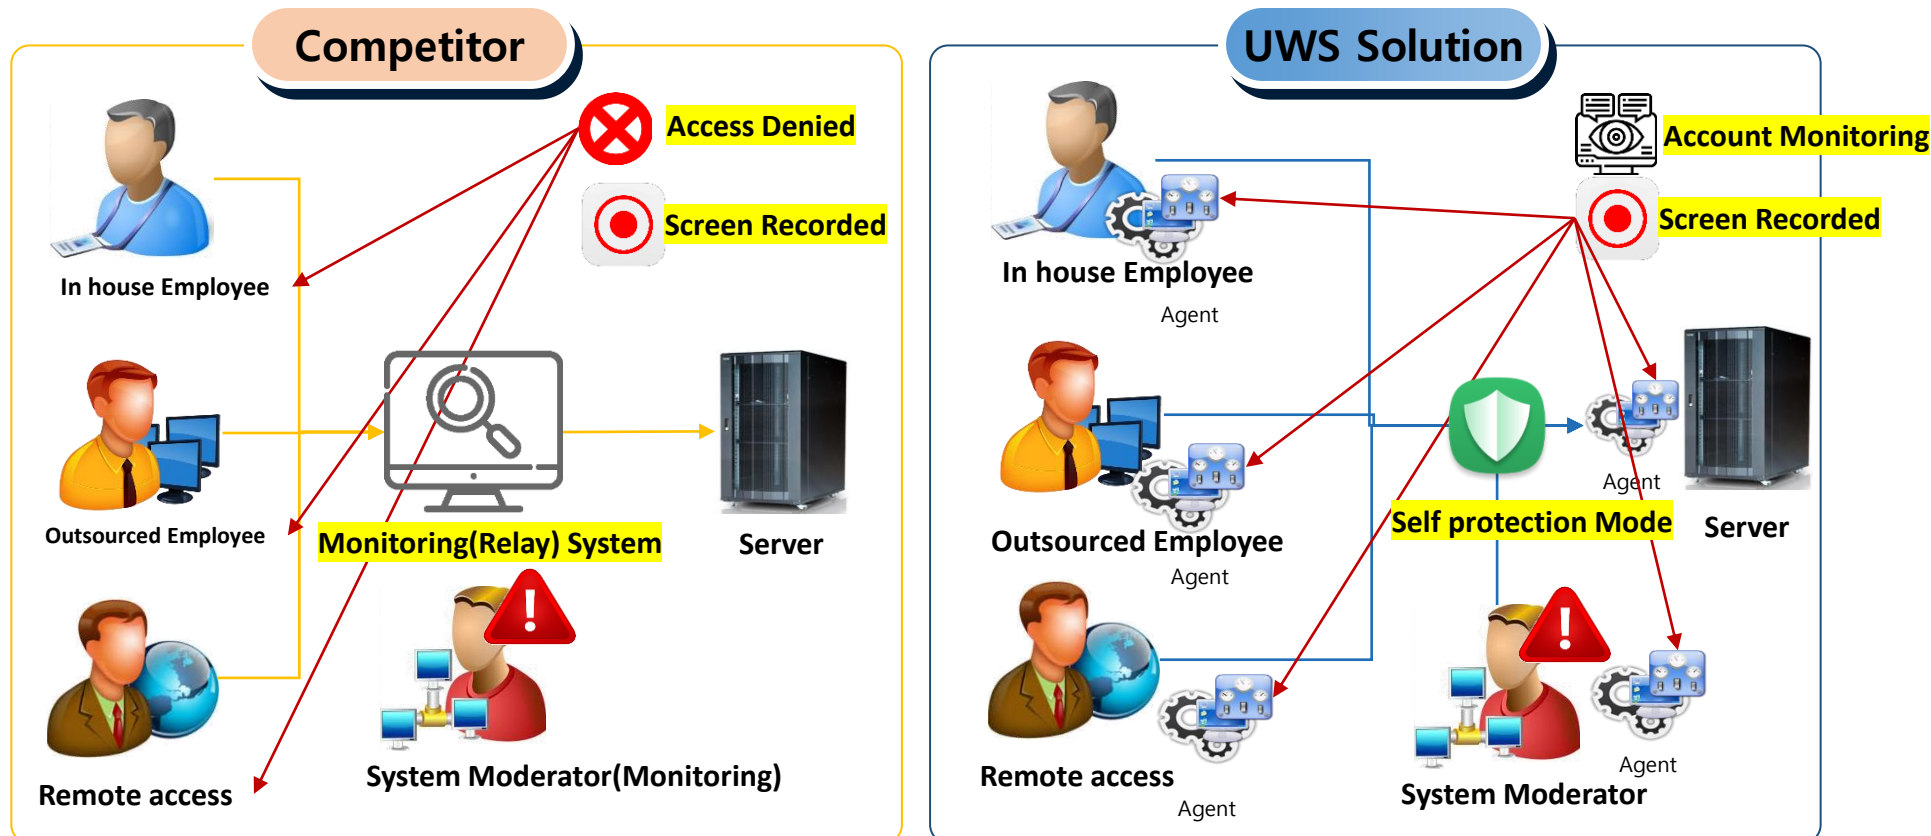 Competitor
Access Denied
Screen Recorded
In house Employee
Outsourced Employee
Monitoring(Relay) System
Server
System Moderator(Monitoring)
Remote access
UWS Solution
Account Monitoring
Screen Recorded
In house Employee
Agent
Agent
Self protection Mode
Server
Outsourced Employee
Agent
Remote access
Agent
System Moderator
Agent